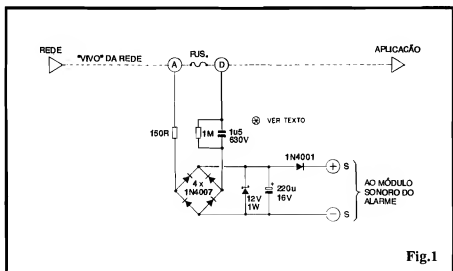 REDE
"VIVO" DA REDE
A
FUS.
D
APLICAÇÃO
150R
1M
1u5
630V
* VER TEXTO
1N4001
+ S
4 x
1N4007
12V
1W
+
220u
16V
- S
AO MÓDULO
SONORO DO
ALARME
Fig.1